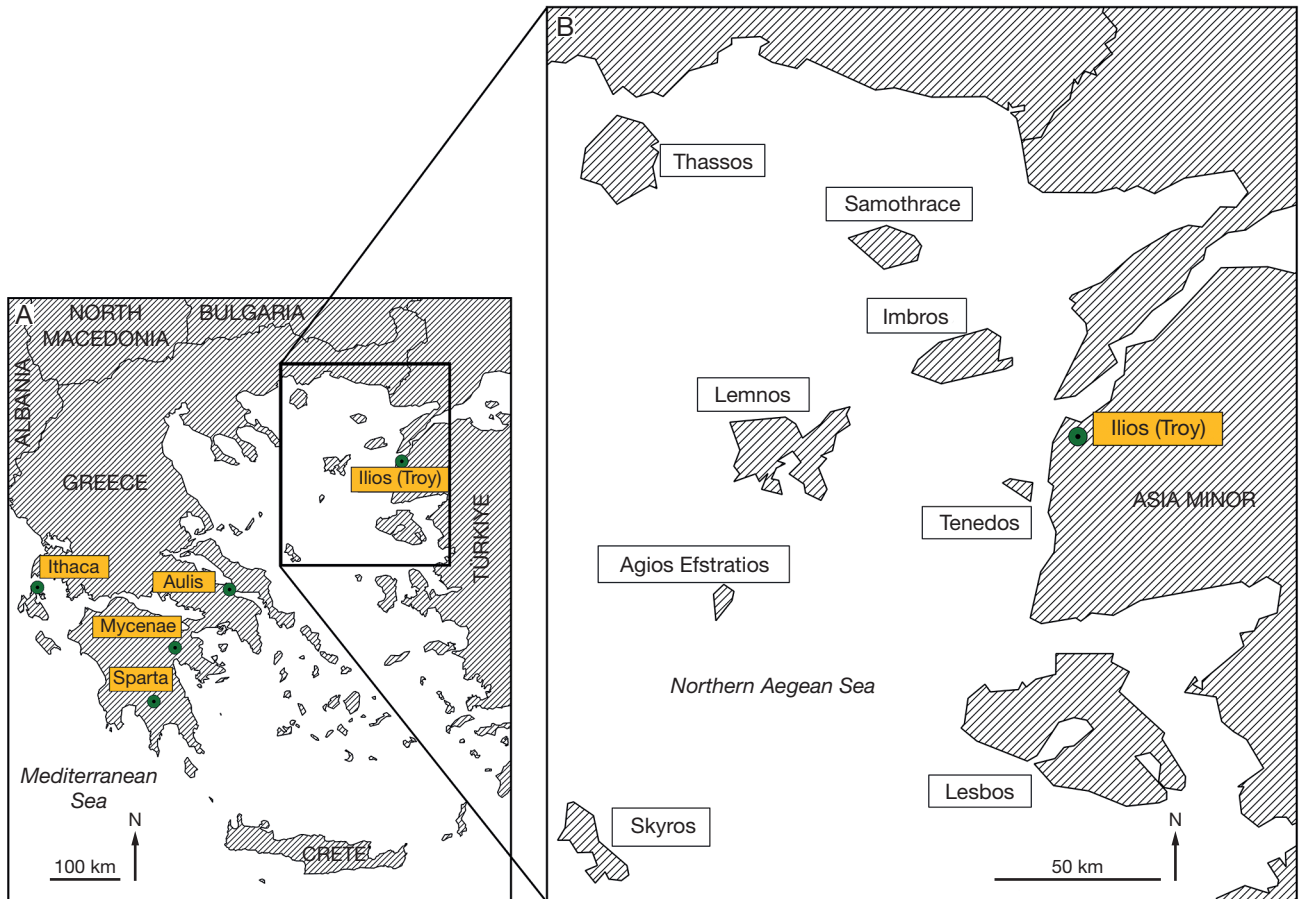 A
NORTH
MACEDONIA
BULGARIA
ALBANIA
GREECE
Ilios (Troy)
TÜRKIYE
Ithaca
Aulis
Mycenae
Sparta
Mediterranean
Sea
N
100 km
CRETE
B
Thassos
Samothrace
Imbros
Lemnos
Ilios (Troy)
Tenedos
ASIA MINOR
Agios Efstratios
Northern Aegean Sea
Lesbos
Skyros
N
50 km